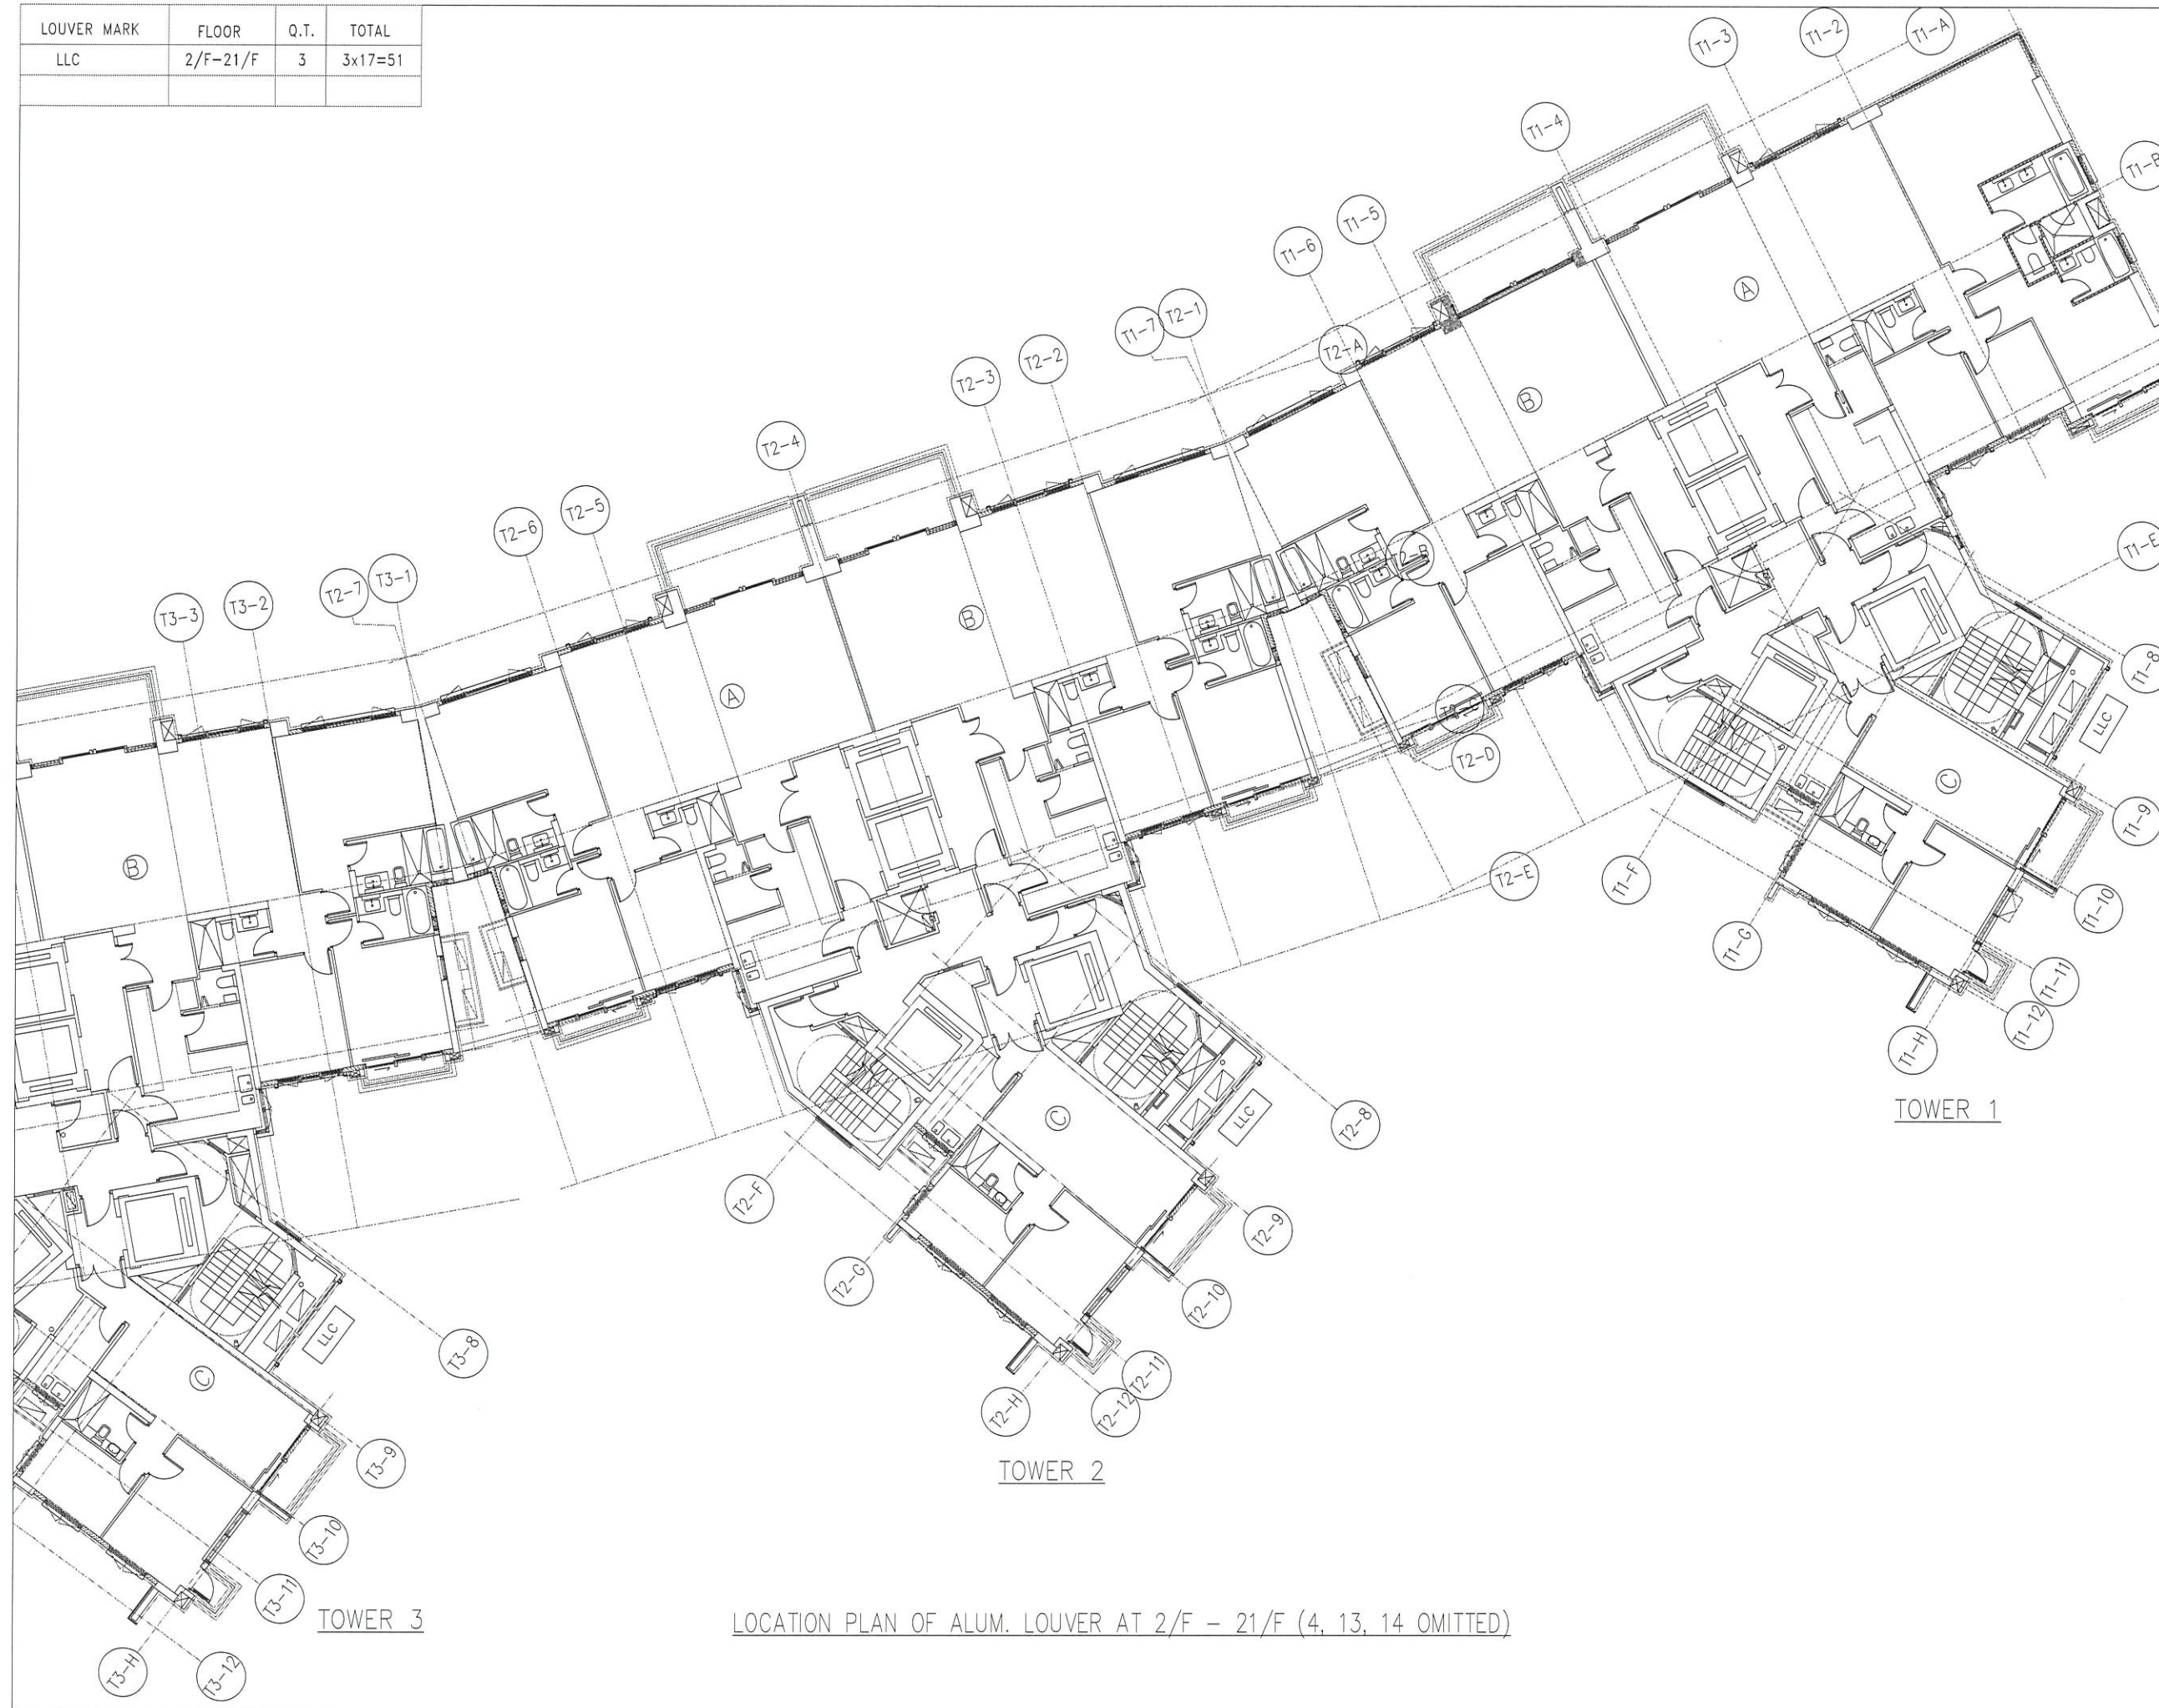 LOUVER MARK FLOOR Q.T. TOTAL
LLC 2/F-21/F 3 3x17=51
T1-A
T1-2
T1-3
T1-4
T1-B
T1-5
T1-6
A
T1-7
T2-1
T2-A
T2-2
T2-3
B
T2-4
T2-5
T2-6
T3-1
T2-7
T3-2
T3-3
T1-E
B
T1-8
A
LLC
T2-D
C
T1-9
B
T2-E
T1-F
T1-10
T1-G
T1-11
T1-12
T1-H
TOWER 1
C
LLC
T2-8
T2-F
T2-9
T2-G
T2-10
T2-11
T2-12
T2-H
TOWER 2
LLC
T3-8
C
T3-9
T3-10
T3-11
TOWER 3
T3-H
T3-12
LOCATION PLAN OF ALUM. LOUVER AT 2/F - 21/F (4, 13, 14 OMITTED)